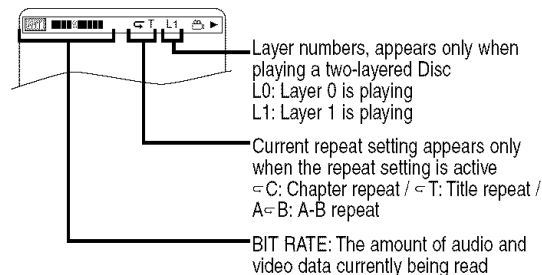 T L1
Layer numbers, appears only when
playing a two-layered Disc
L0: Layer 0 is playing
L1: Layer 1 is playing
Current repeat setting appears only
when the repeat setting is active
⊂C: Chapter repeat / ⊂T: Title repeat /
A⊂B: A-B repeat
BIT RATE: The amount of audio and
video data currently being read